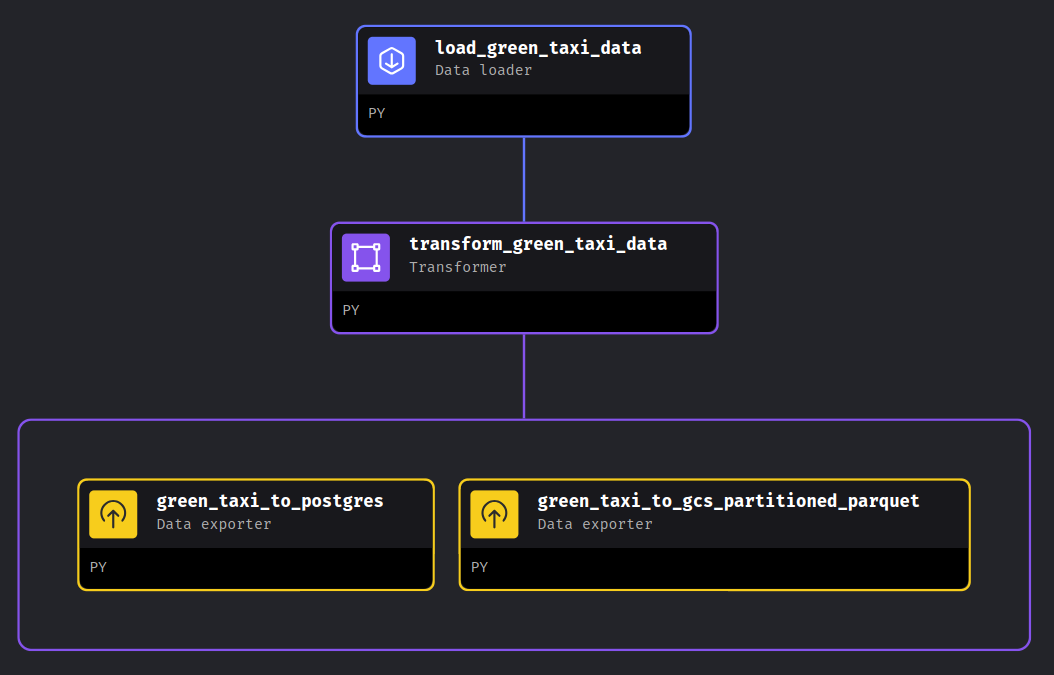 load_green_taxi_data
Data loader
PY
transform_green_taxi_data
Transformer
PY
green_taxi_to_postgres
Data exporter
PY
green_taxi_to_gcs_partitioned_parquet
Data exporter
PY